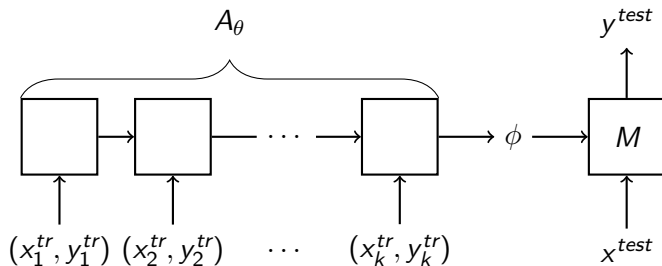 A_θ
y^{test}
⋯ ϕ M
(x_1^{tr}, y_1^{tr}) (x_2^{tr}, y_2^{tr}) ⋯ (x_k^{tr}, y_k^{tr}) x^{test}